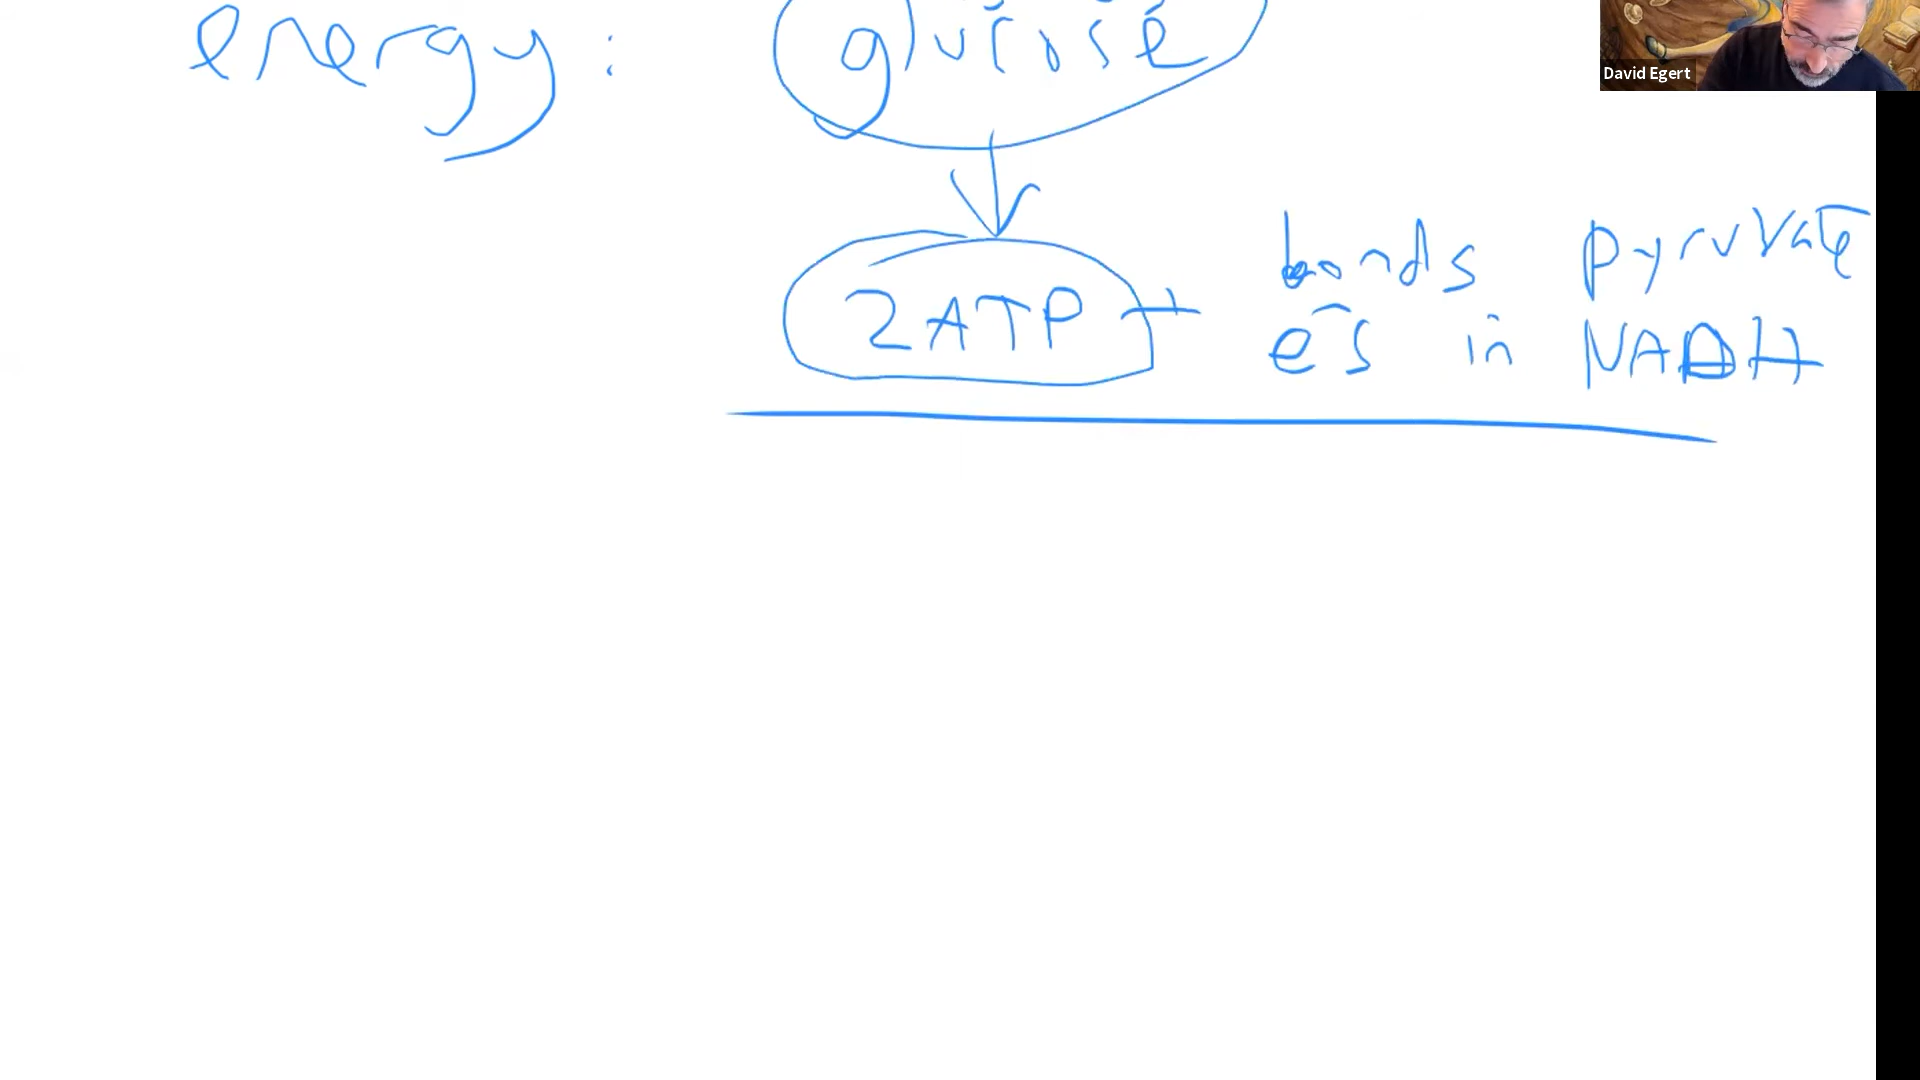 energy: glucose
David Egert
2ATP + bonds pyruvate
e⁻s in NADH